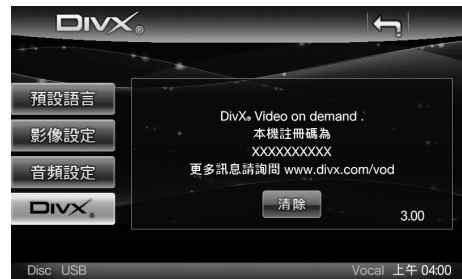 DIVX®
預設語言
影像設定
音頻設定
DIVX®
DivX® Video on demand .
本機註冊碼為
XXXXXXXXXX
更多訊息請詢問 www.divx.com/vod
清除
3.00
Disc USB
Vocal 上午 04:00